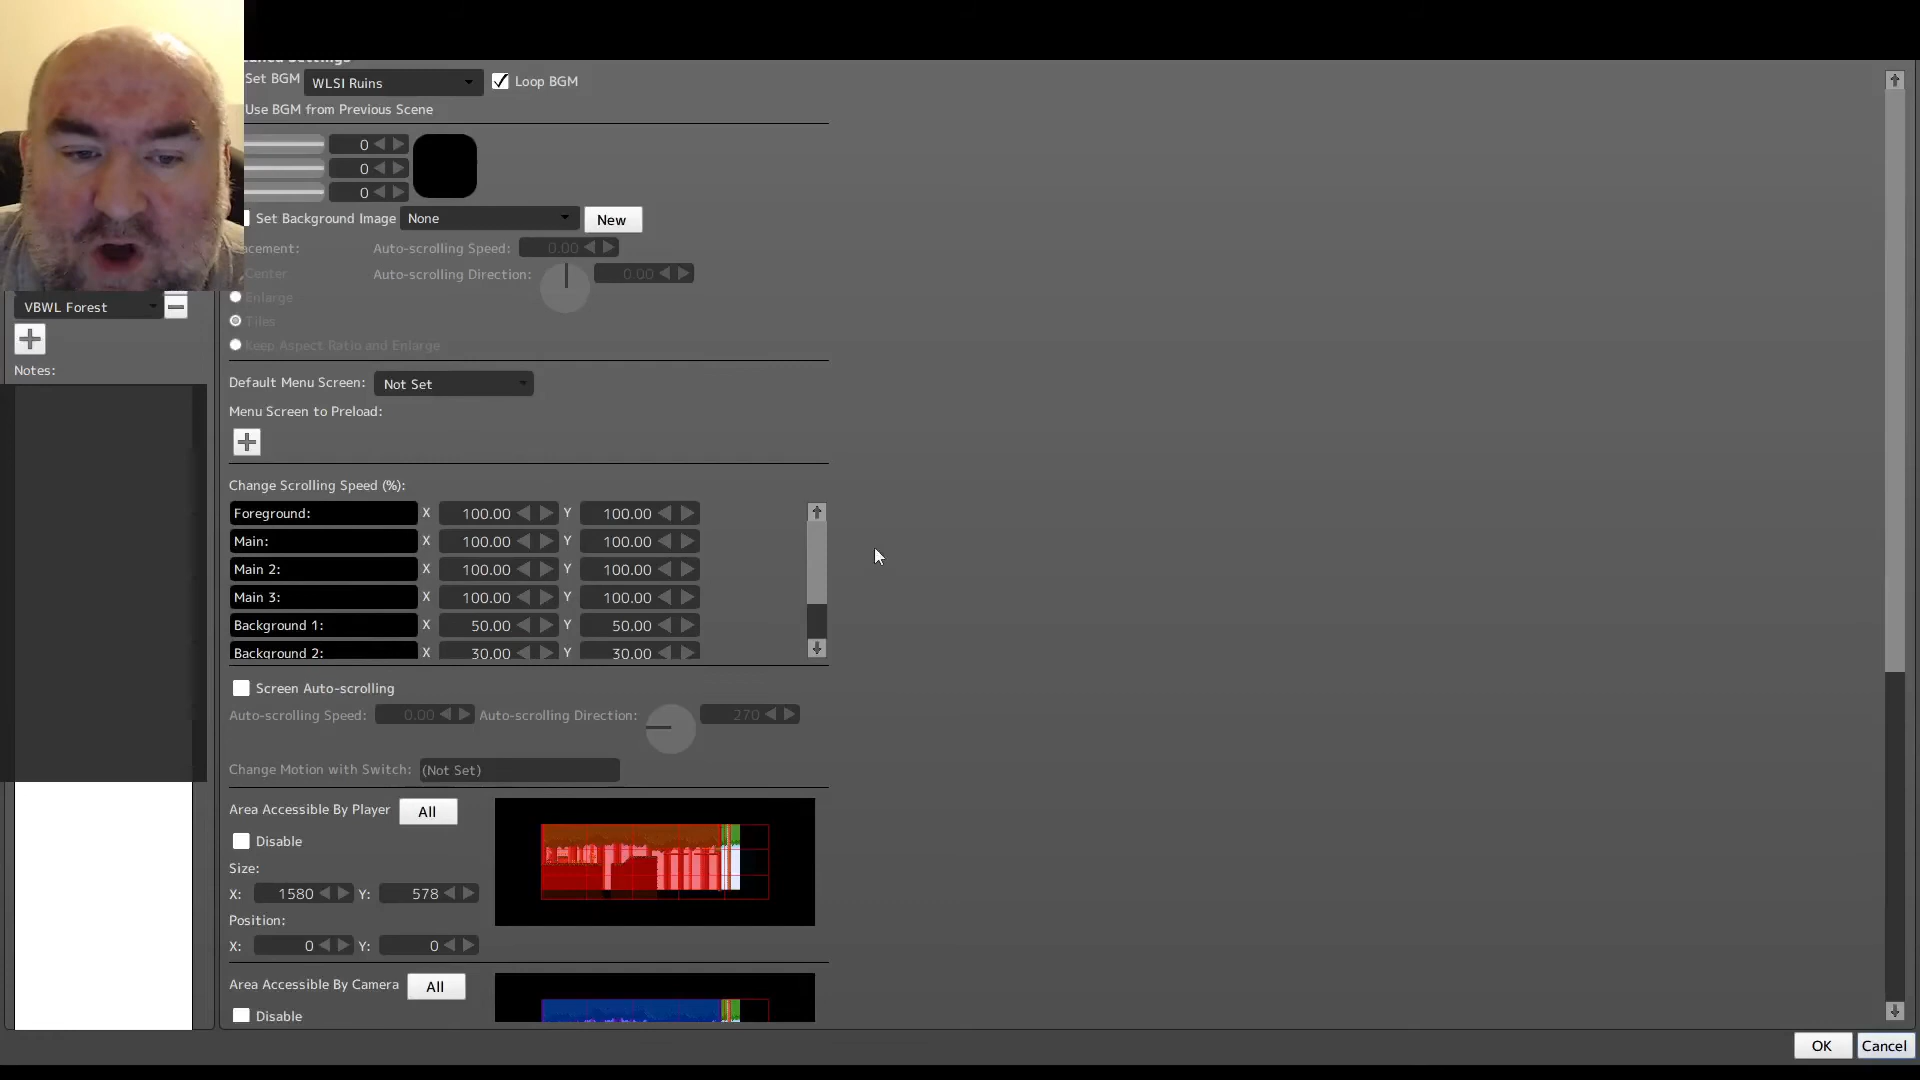 Set BGM WLSI Ruins Loop BGM
Use BGM from Previous Scene
0
0
0
Set Background Image None New
Auto-scrolling Speed: 0.00
Center Auto-scrolling Direction: 0.00
Enlarge
Tiles
Keep Aspect Ratio and Enlarge
VBWL Forest
Notes:
Default Menu Screen: Not Set
Menu Screen to Preload:
Change Scrolling Speed (%):
Foreground: X 100.00 Y 100.00
Main: X 100.00 Y 100.00
Main 2: X 100.00 Y 100.00
Main 3: X 100.00 Y 100.00
Background 1: X 50.00 Y 50.00
Background 2: X 30.00 Y 30.00
Screen Auto-scrolling
Auto-scrolling Speed: 0.00 Auto-scrolling Direction: 270
Change Motion with Switch: (Not Set)
Area Accessible By Player All
Disable
Size:
X: 1580 Y: 578
Position:
X: 0 Y: 0
Area Accessible By Camera All
Disable
OK Cancel